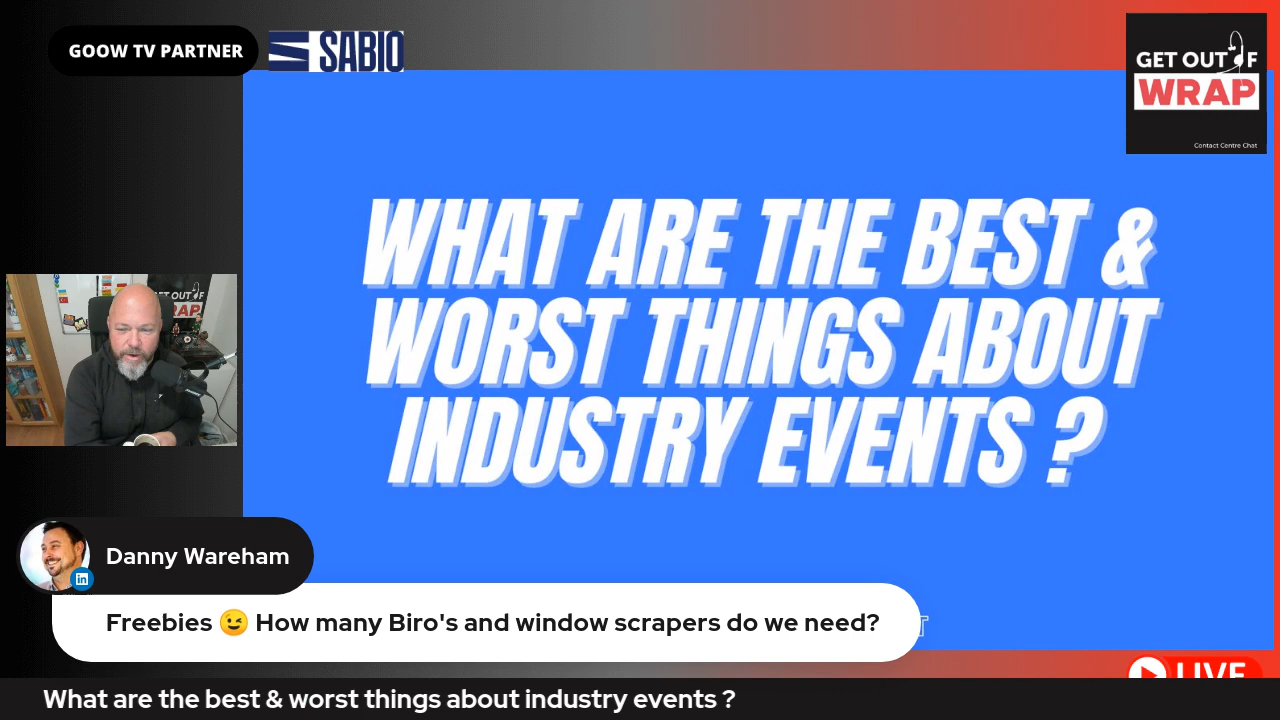 GOOW TV PARTNER
SABIO
GET OUT OF
WRAP
Contact Centre Chat
WHAT ARE THE BEST &
WORST THINGS ABOUT
INDUSTRY EVENTS ?
Danny Wareham
in
Freebies 😉 How many Biro's and window scrapers do we need?
LIVE
What are the best & worst things about industry events ?